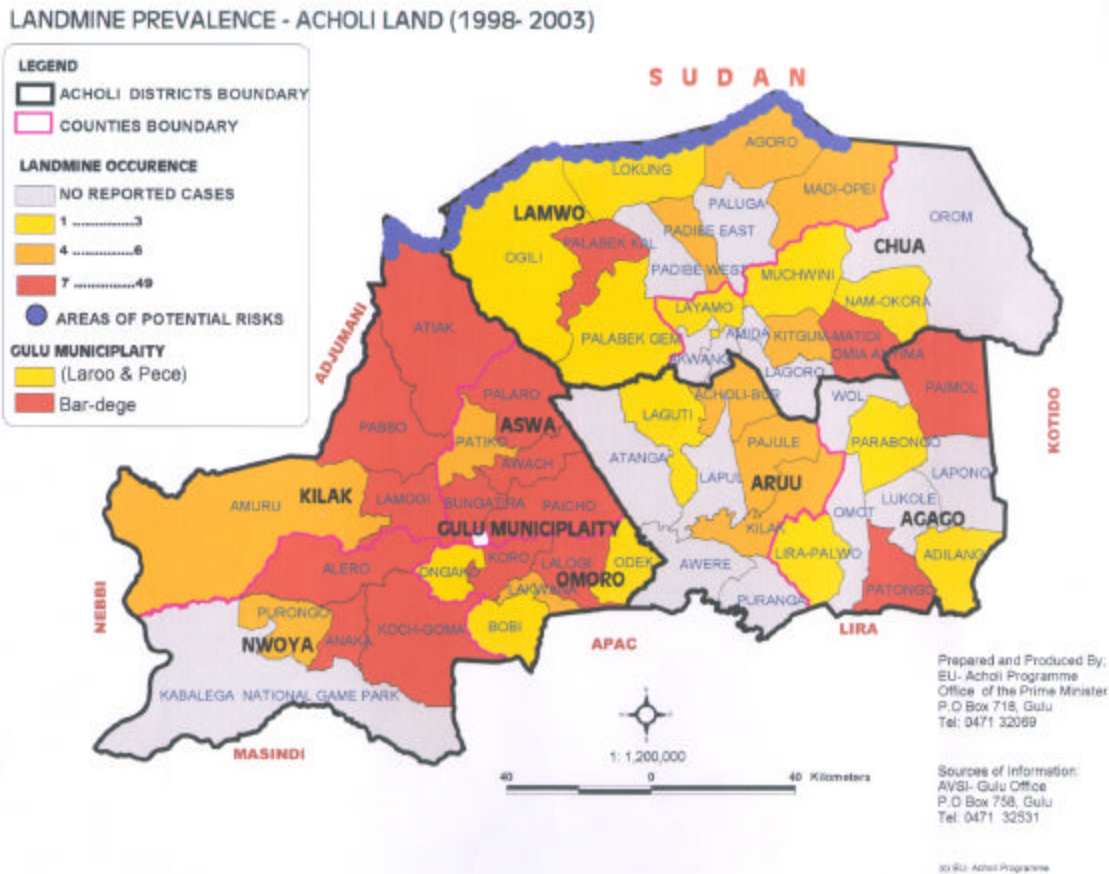 LANDMINE PREVALENCE - ACHOLI LAND (1998- 2003)
LEGEND
ACHOLI DISTRICTS BOUNDARY
COUNTIES BOUNDARY
LANDMINE OCCURENCE
NO REPORTED CASES
1 ................3
4 ................6
7 ................49
AREAS OF POTENTIAL RISKS
GULU MUNICIPLAITY
(Laroo & Pece)
Bar-dege
SUDAN
AGORO
LOKUNG
MADI-OPEI
PALUGA
OROM
LAMWO
PADIBE EAST
CHUA
PALABEK KAL
OGILI
PADIBE WEST
MUCHWINI
NAM-OKORA
LAYAMO
ADJUMANI
ATIAK
PALABEK GEM
AMIDA
KITGUM-MATIDI
OMIA ANYIMA
AKWANG
LAGORO
PAIMOL
PALARO
ACHOLI-BUR
WOL
KOTIDO
PABBO
ASWA
LAGUTI
PATIKO
PAJULE
PARABONGO
ATANGA
AWACH
LAPUL
LAPONO
AMURU
KILAK
LAMOGI
BUNGATIRA
PAICHO
ARUU
LUKOLE
OMOT
AGAGO
GULU MUNICIPLAITY
KILAK
KORO
LALOGI
ODEK
LIRA-PALWO
ADILANG
ALERO
ONGAKO
AWERE
OMORO
LAKWANA
PATONGO
NEBBI
PURONGO
PURANGA
KOCH-GOMA
BOBI
NWOYA
ANAKA
APAC
LIRA
KABALEGA NATIONAL GAME PARK
MASINDI
1: 1,200,000
40 0 40 Kilometers
Prepared and Produced By;
EU- Acholi Programme
Office of the Prime Minister
P.O Box 718, Gulu
Tel: 0471 32069
Sources of Information:
AVSI- Gulu Office
P.O Box 758, Gulu
Tel: 0471 32531
(c) EU- Acholi Programme